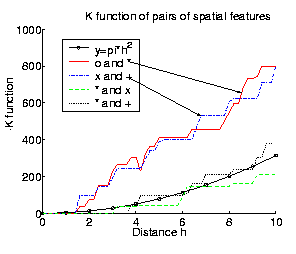 K function of pairs of spatial features
1000
800
600
400
200
0
0
2
4
6
8
10
K function
Distance h
y=pi*h^2
o and *
x and +
* and x
* and +